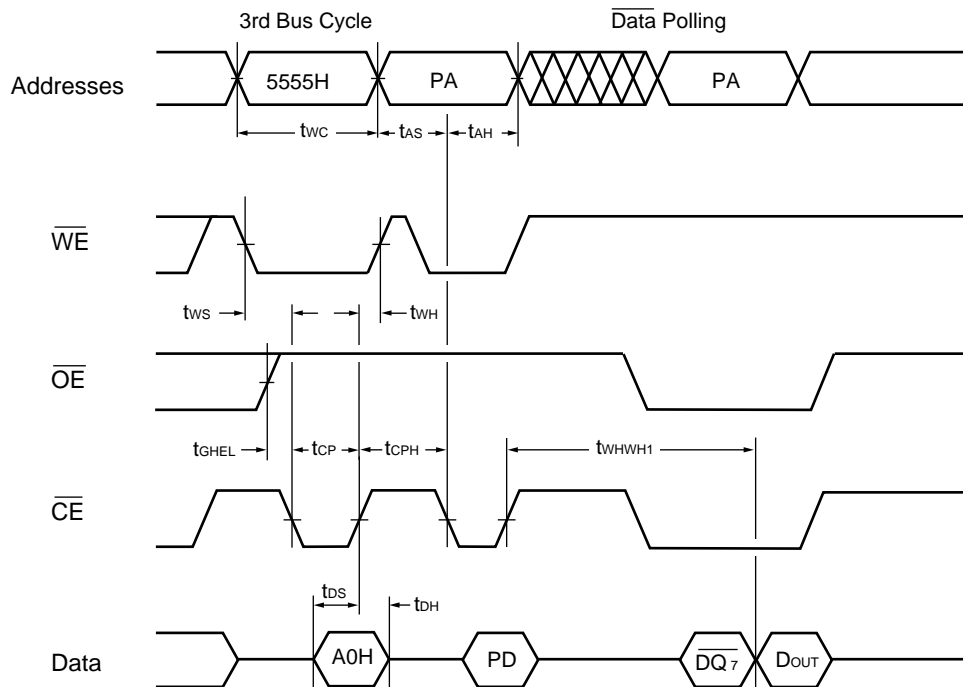 3rd Bus Cycle Data Polling
Addresses 5555H PA PA
tWC tAS tAH
WE
tWS tWH
OE
tGHEL tCP tCPH tWHWH1
CE
tDS tDH
Data A0H PD DQ7 DOUT